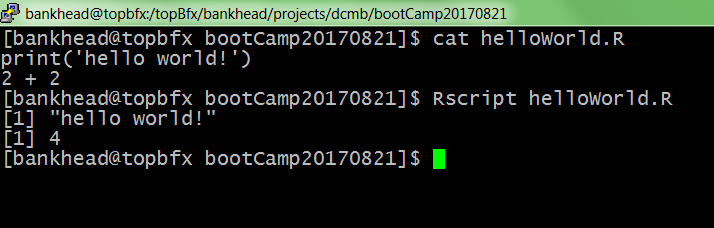 bankhead@topbfx:/topBfx/bankhead/projects/dcmb/bootCamp20170821
[bankhead@topbfx bootCamp20170821]$ cat helloWorld.R
print('hello world!')
2 + 2
[bankhead@topbfx bootCamp20170821]$ Rscript helloWorld.R
[1] "hello world!"
[1] 4
[bankhead@topbfx bootCamp20170821]$